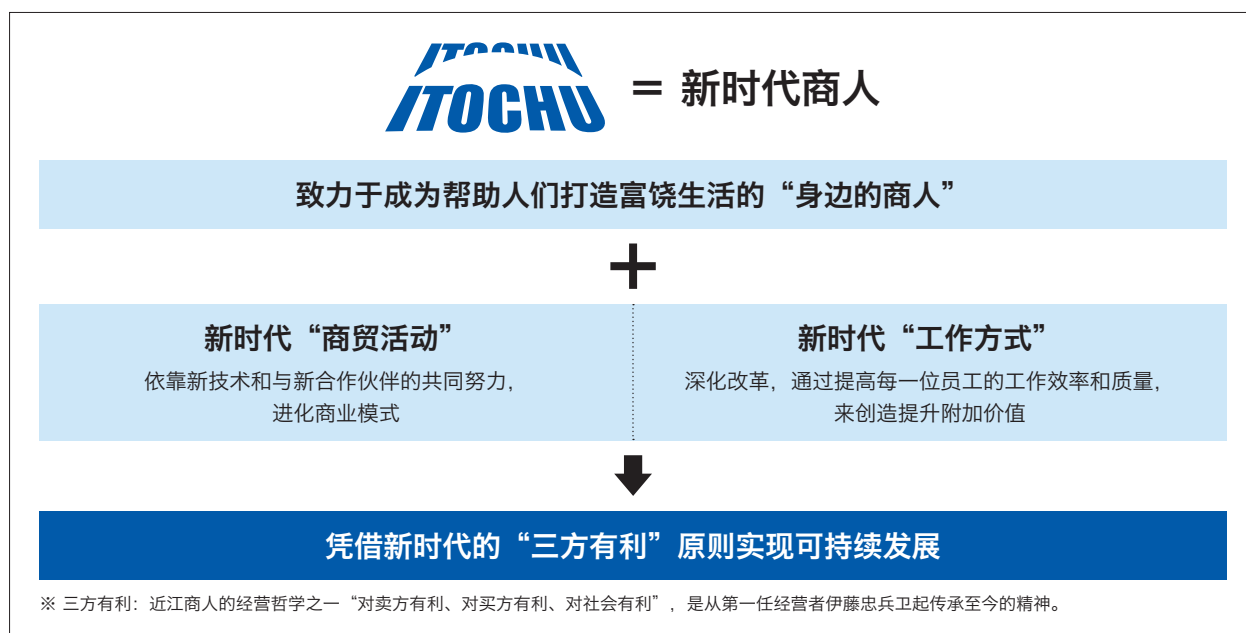 ITOCHU
ITOCHU = 新时代商人
致力于成为帮助人们打造富饶生活的“身边的商人”
+
新时代“商贸活动”
依靠新技术和与新合作伙伴的共同努力，
进化商业模式
新时代“工作方式”
深化改革，通过提高每一位员工的工作效率和质量，
来创造提升附加价值
凭借新时代的“三方有利”原则实现可持续发展
※ 三方有利：近江商人的经营哲学之一“对卖方有利、对买方有利、对社会有利”，是从第一任经营者伊藤忠兵卫起传承至今的精神。